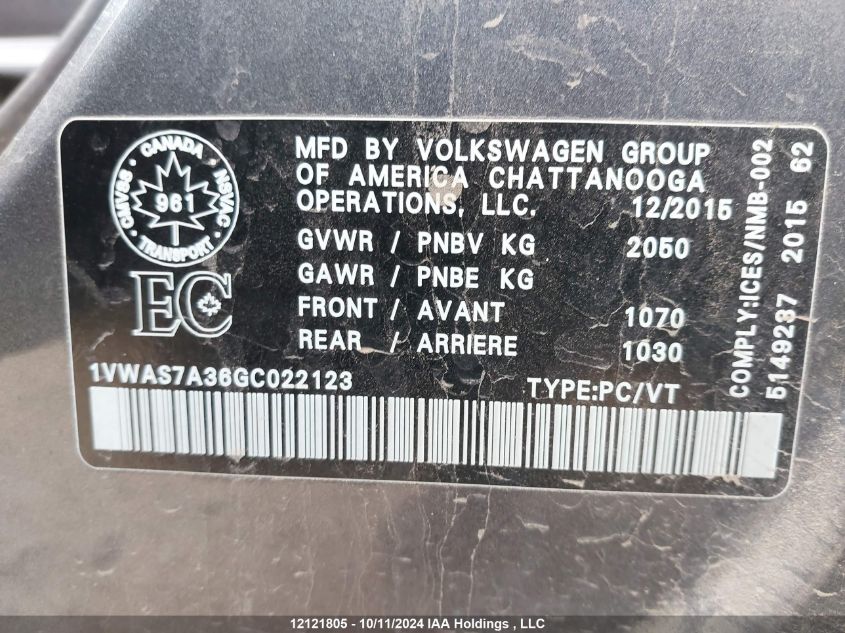 CANADA
CMVSS
NSVAC
961
TRANSPORT
EC
MFD BY VOLKSWAGEN GROUP
OF AMERICA CHATTANOOGA
OPERATIONS, LLC. 12/2015
GVWR / PNBV KG 2050
GAWR / PNBE KG
FRONT / AVANT 1070
REAR / ARRIERE 1030
1VWAS7A36GC022123 TYPE:PC/VT
COMPLY:ICES/NMB-002
5149287 2015 62
12121805 - 10/11/2024 IAA Holdings , LLC